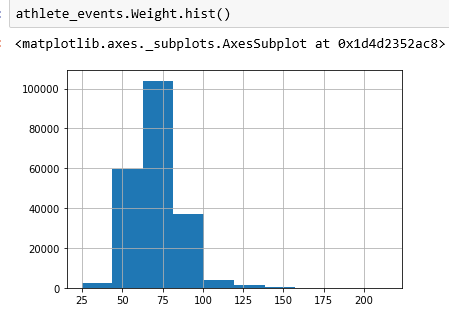 athlete_events.Weight.hist()
<matplotlib.axes._subplots.AxesSubplot at 0x1d4d2352ac8>
100000
80000
60000
40000
20000
0
25 50 75 100 125 150 175 200